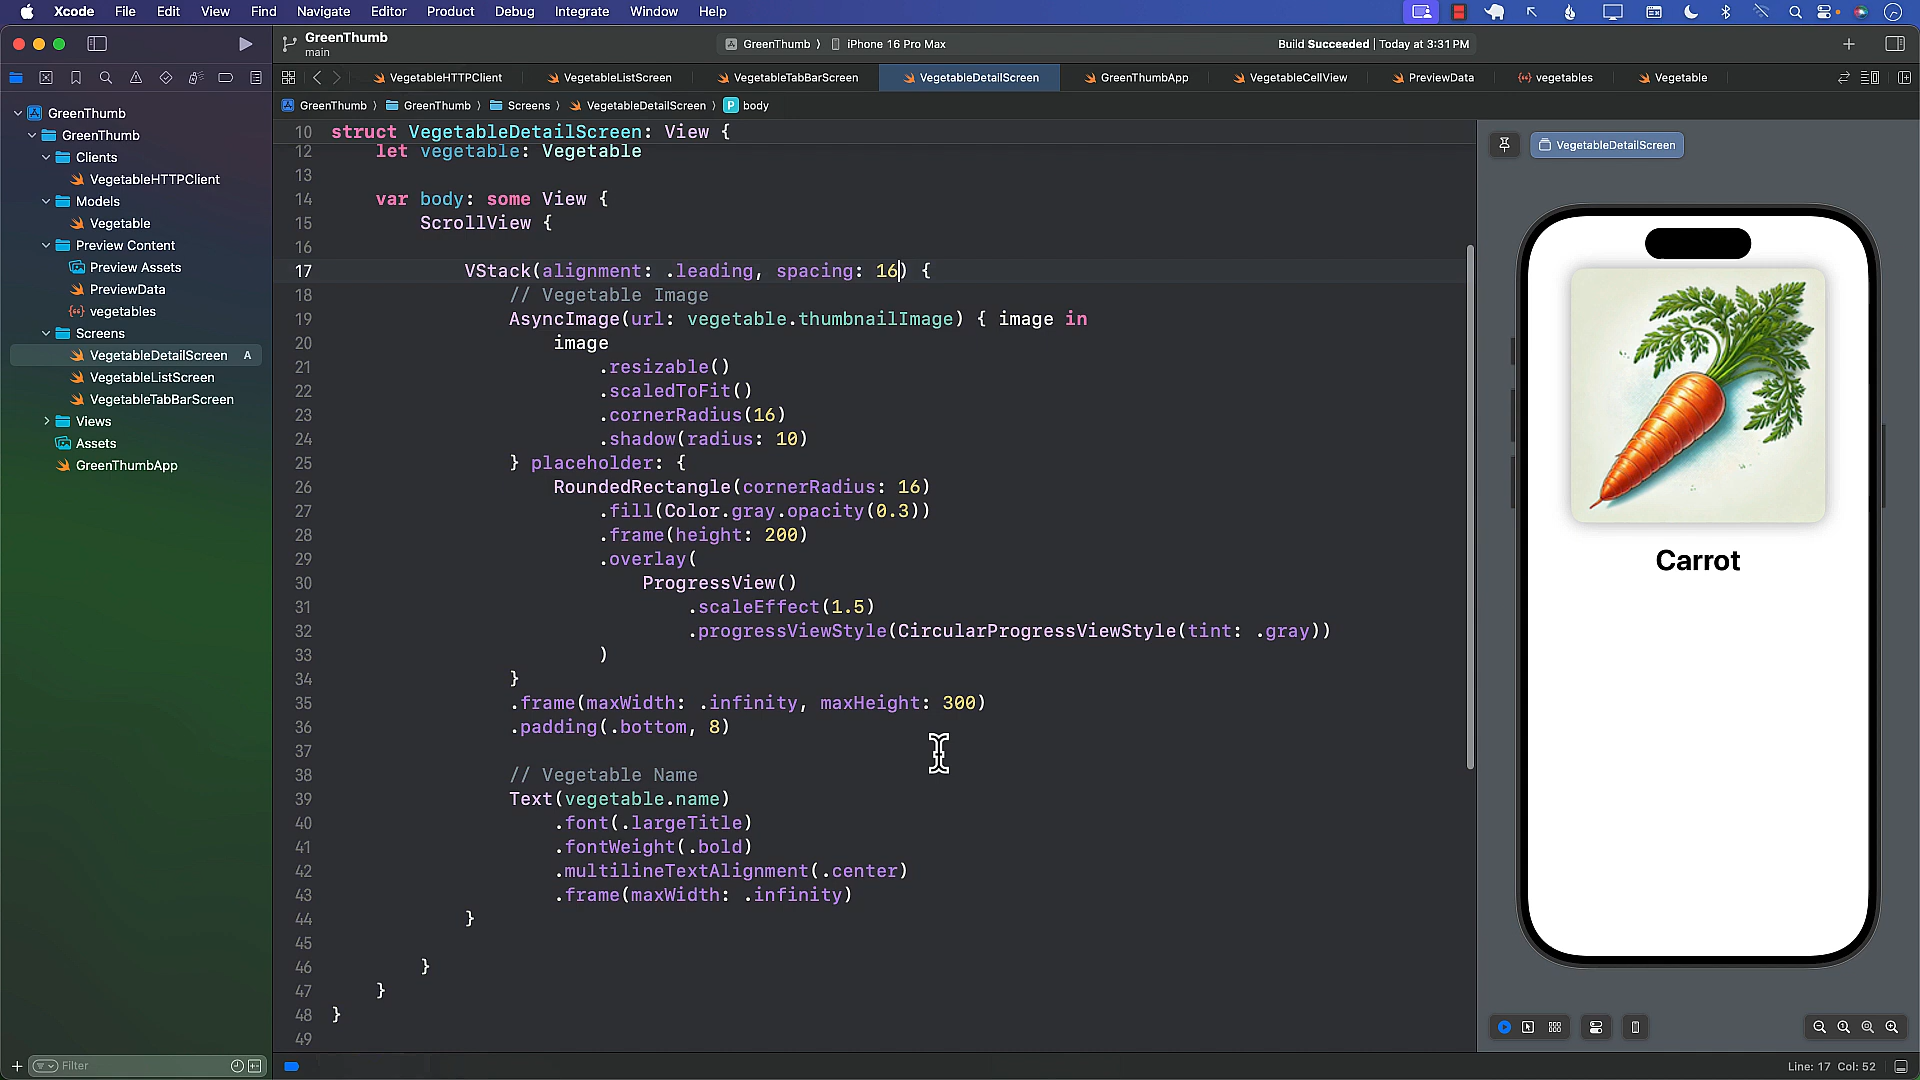 Xcode File Edit View Find Navigate Editor Product Debug Integrate Window Help
GreenThumb
main
GreenThumb ⟩ iPhone 16 Pro Max
Build Succeeded | Today at 3:31 PM
VegetableHTTPClient VegetableListScreen VegetableTabBarScreen VegetableDetailScreen GreenThumbApp VegetableCellView PreviewData vegetables Vegetable
GreenThumb ⟩ GreenThumb ⟩ Screens ⟩ VegetableDetailScreen ⟩ P body
GreenThumb
GreenThumb
Clients
VegetableHTTPClient
Models
Vegetable
Preview Content
Preview Assets
PreviewData
vegetables
Screens
VegetableDetailScreen A
VegetableListScreen
VegetableTabBarScreen
Views
Assets
GreenThumbApp
Filter
10 struct VegetableDetailScreen: View {
12 let vegetable: Vegetable
13
14 var body: some View {
15 ScrollView {
16
17 VStack(alignment: .leading, spacing: 16) {
18 // Vegetable Image
19 AsyncImage(url: vegetable.thumbnailImage) { image in
20 image
21 .resizable()
22 .scaledToFit()
23 .cornerRadius(16)
24 .shadow(radius: 10)
25 } placeholder: {
26 RoundedRectangle(cornerRadius: 16)
27 .fill(Color.gray.opacity(0.3))
28 .frame(height: 200)
29 .overlay(
30 ProgressView()
31 .scaleEffect(1.5)
32 .progressViewStyle(CircularProgressViewStyle(tint: .gray))
33 )
34 }
35 .frame(maxWidth: .infinity, maxHeight: 300)
36 .padding(.bottom, 8)
37
38 // Vegetable Name
39 Text(vegetable.name)
40 .font(.largeTitle)
41 .fontWeight(.bold)
42 .multilineTextAlignment(.center)
43 .frame(maxWidth: .infinity)
44 }
45
46 }
47 }
48 }
49
VegetableDetailScreen
Carrot
Line: 17 Col: 52